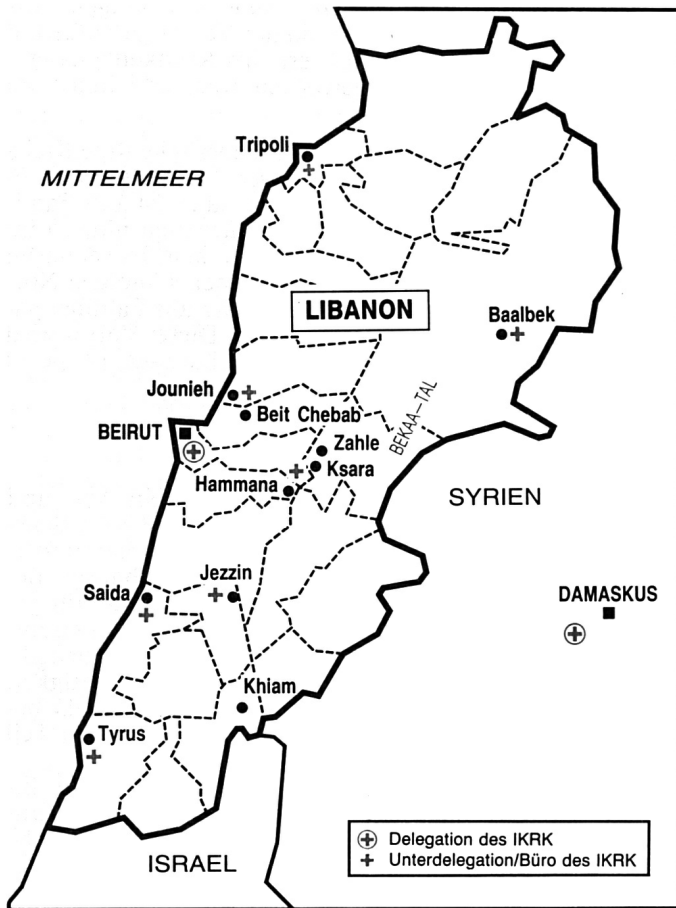 Tripoli
MITTELMEER
LIBANON
Baalbek
Jounieh
Beit Chebab
BEKAA–TAL
BEIRUT
Zahle
Ksara
Hammana
SYRIEN
Jezzin
Saida
DAMASKUS
Khiam
Tyrus
ISRAEL
Delegation des IKRK
Unterdelegation/Büro des IKRK